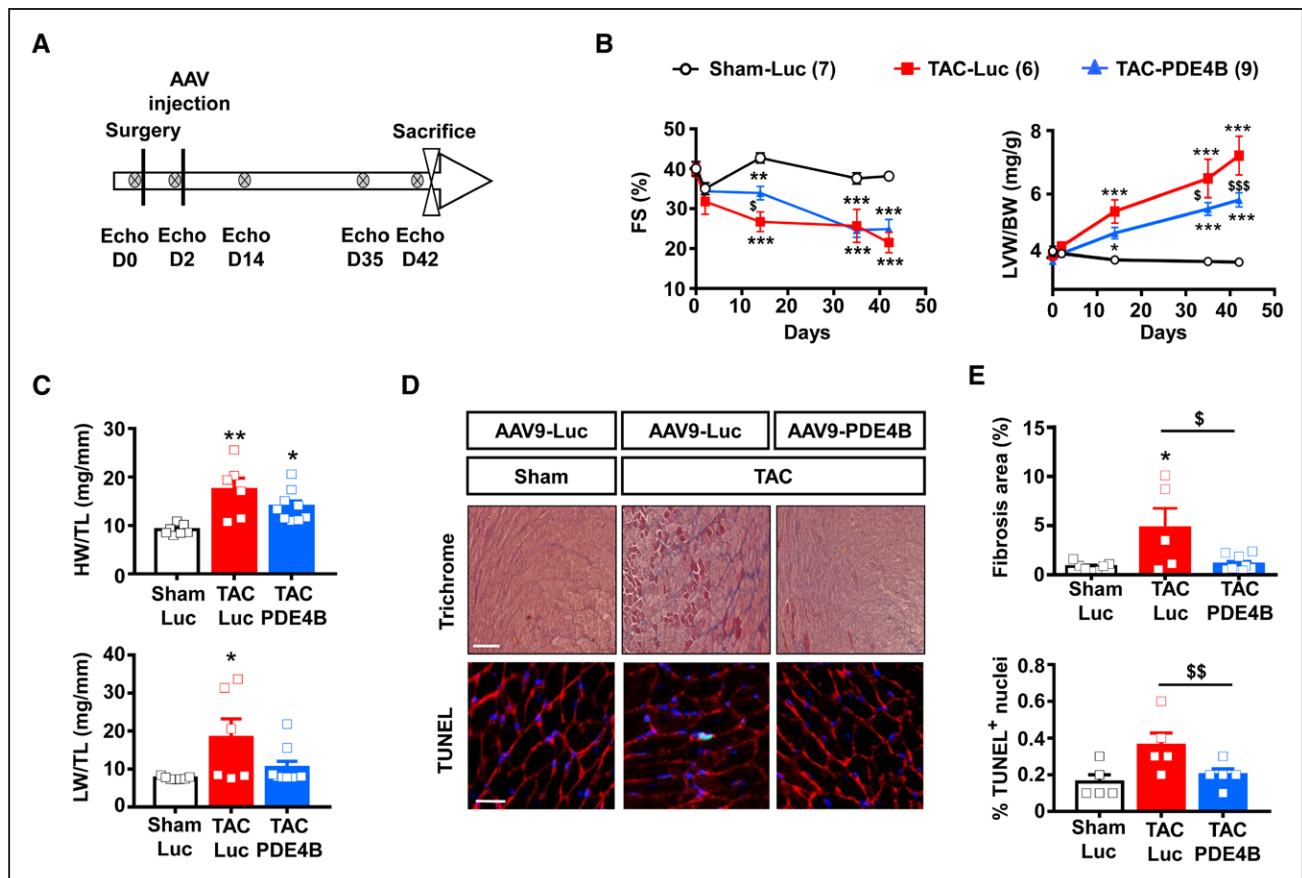 A
AAV
injection
Surgery
Sacrifice
Echo Echo Echo Echo Echo
D0 D2 D14 D35 D42
B
Sham-Luc (7) TAC-Luc (6) TAC-PDE4B (9)
FS (%)
50
40
30
20
10
**
$
***
***
***
***
***
0 10 20 30 40 50
Days
LVW/BW (mg/g)
8
6
4
***
*
***
$
***
***
$$$
***
0 10 20 30 40 50
Days
C
HW/TL (mg/mm)
30
20
10
0
**
*
Sham TAC TAC
Luc Luc PDE4B
LW/TL (mg/mm)
40
30
20
10
0
*
Sham TAC TAC
Luc Luc PDE4B
D
AAV9-Luc AAV9-Luc AAV9-PDE4B
Sham TAC
Trichrome
TUNEL
E
Fibrosis area (%)
15
10
5
0
$
*
Sham TAC TAC
Luc Luc PDE4B
% TUNEL+ nuclei
0.8
0.6
0.4
0.2
0
$$
Sham TAC TAC
Luc Luc PDE4B